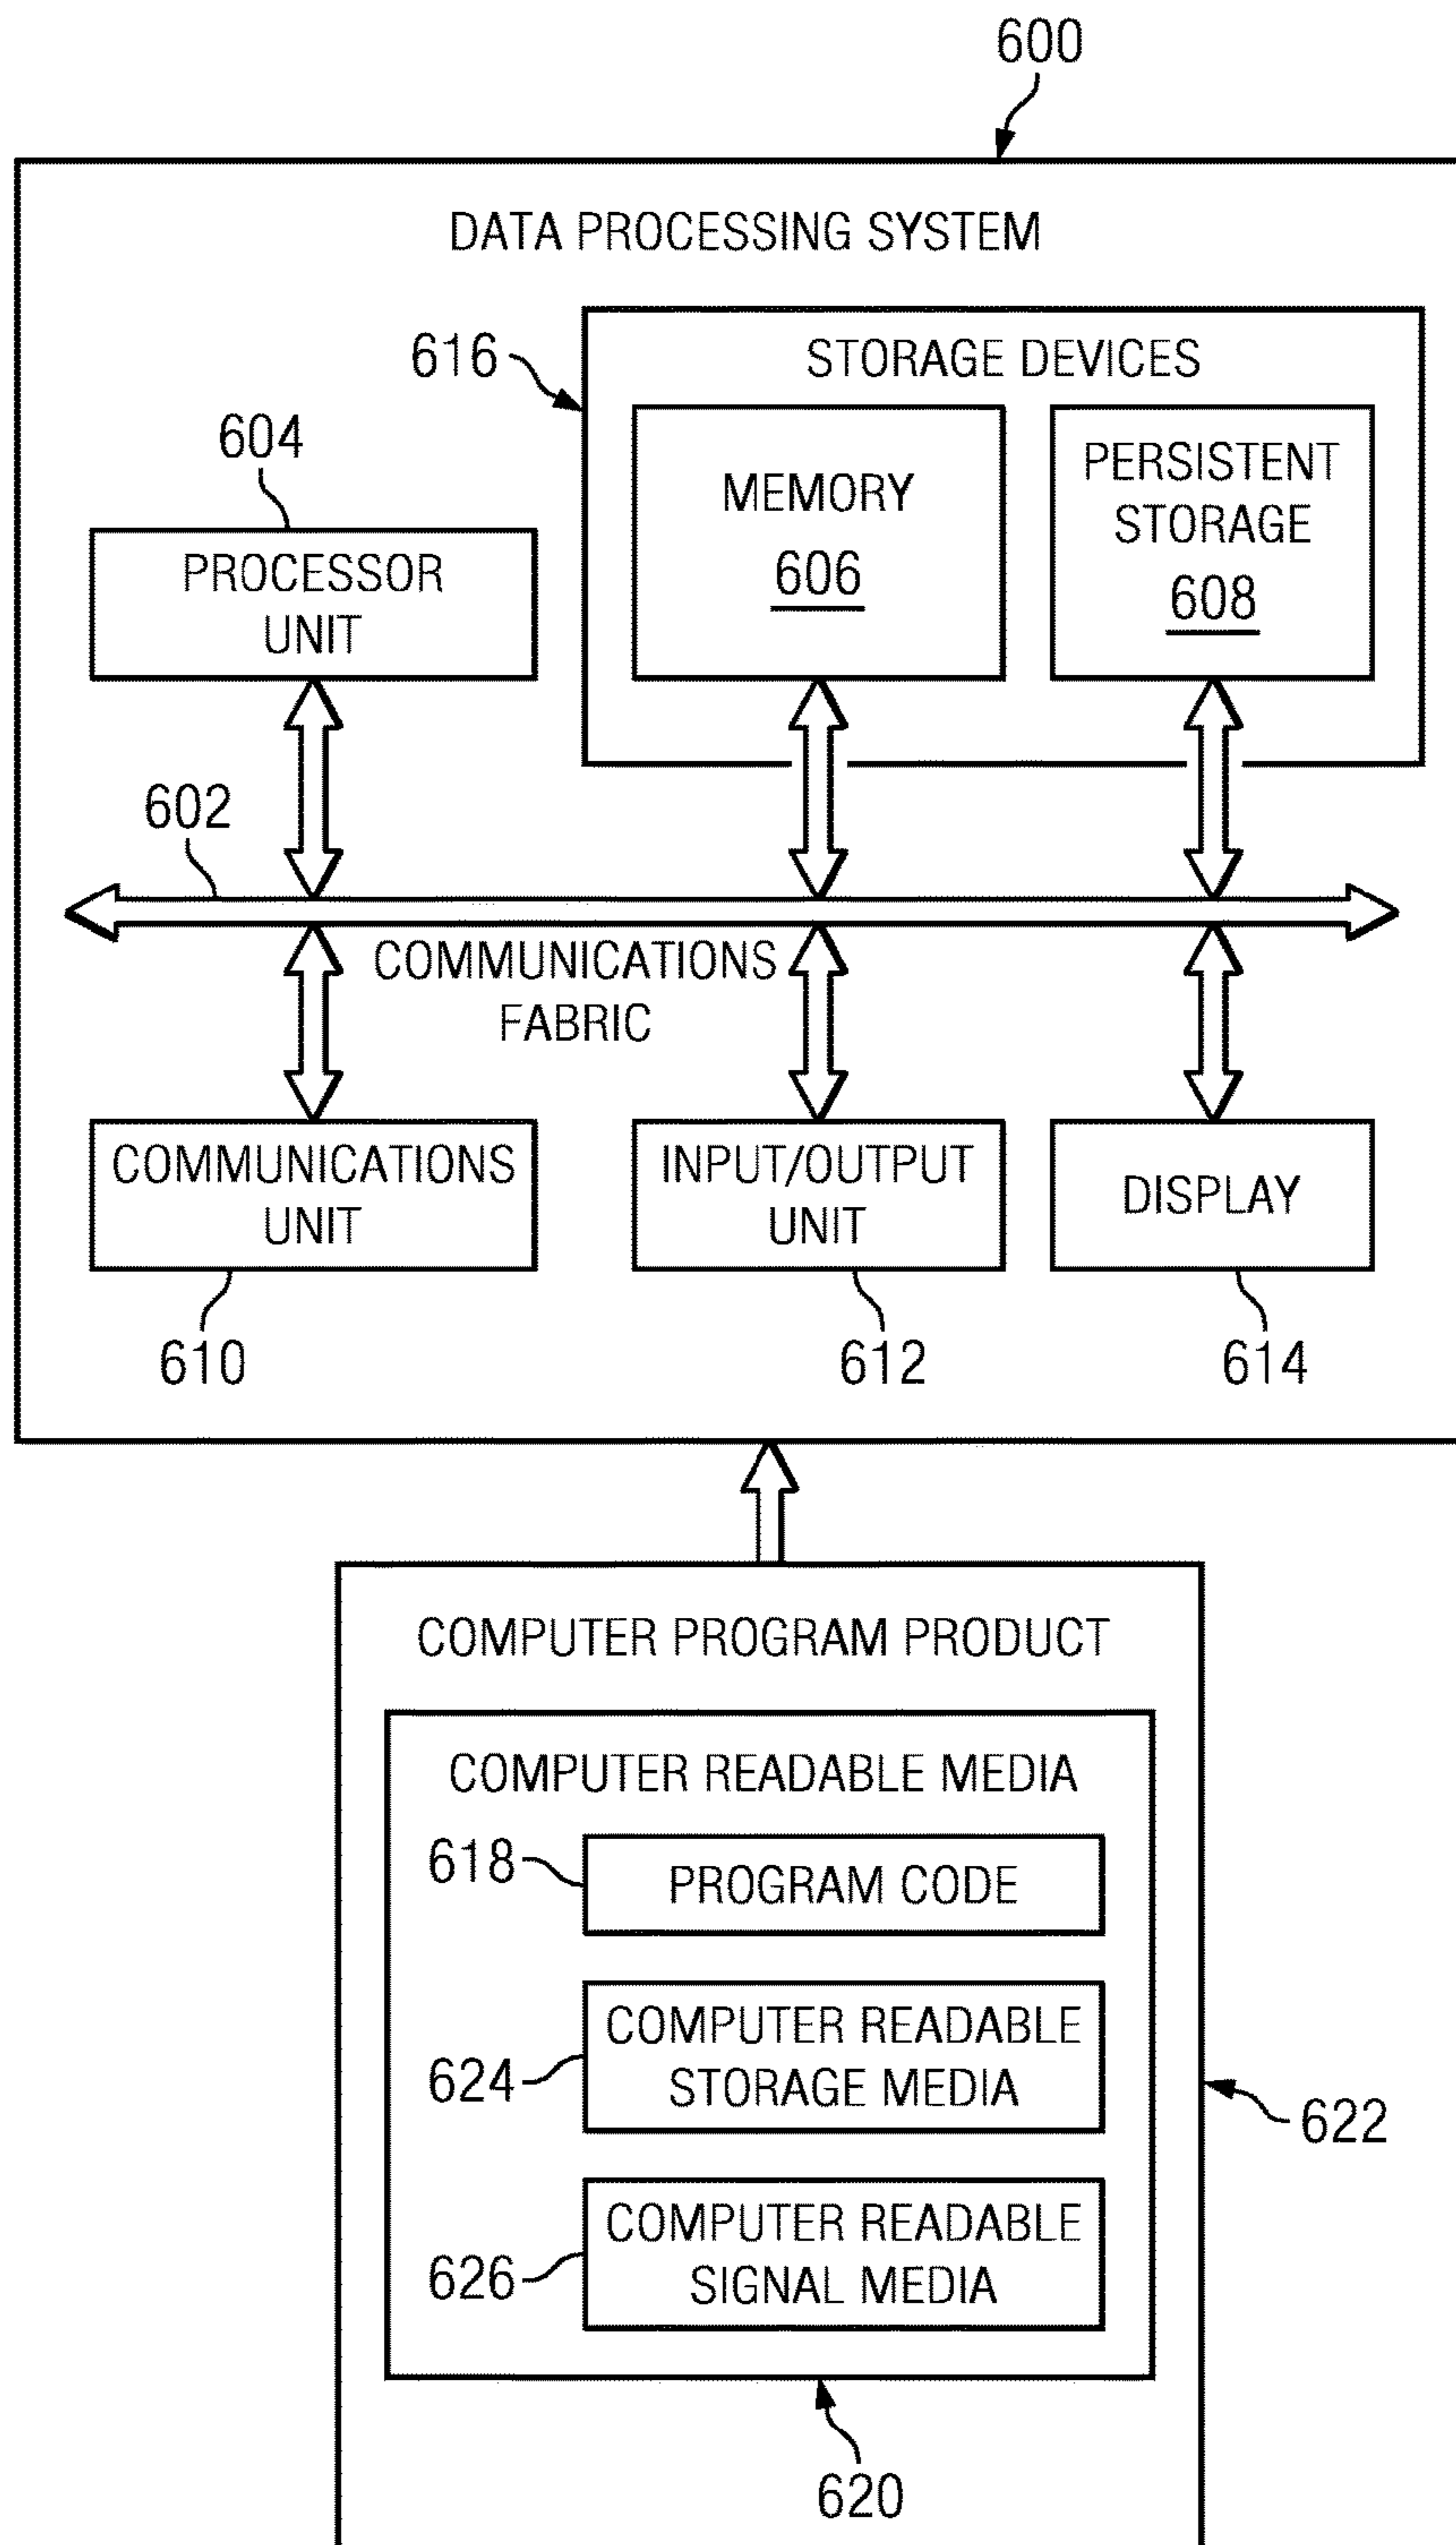 600
DATA PROCESSING SYSTEM
616
STORAGE DEVICES
604
MEMORY
606
PERSISTENT
STORAGE
608
PROCESSOR
UNIT
602
COMMUNICATIONS
FABRIC
COMMUNICATIONS
UNIT
INPUT/OUTPUT
UNIT
DISPLAY
610
612
614
COMPUTER PROGRAM PRODUCT
COMPUTER READABLE MEDIA
618
PROGRAM CODE
624
COMPUTER READABLE
STORAGE MEDIA
622
626
COMPUTER READABLE
SIGNAL MEDIA
620